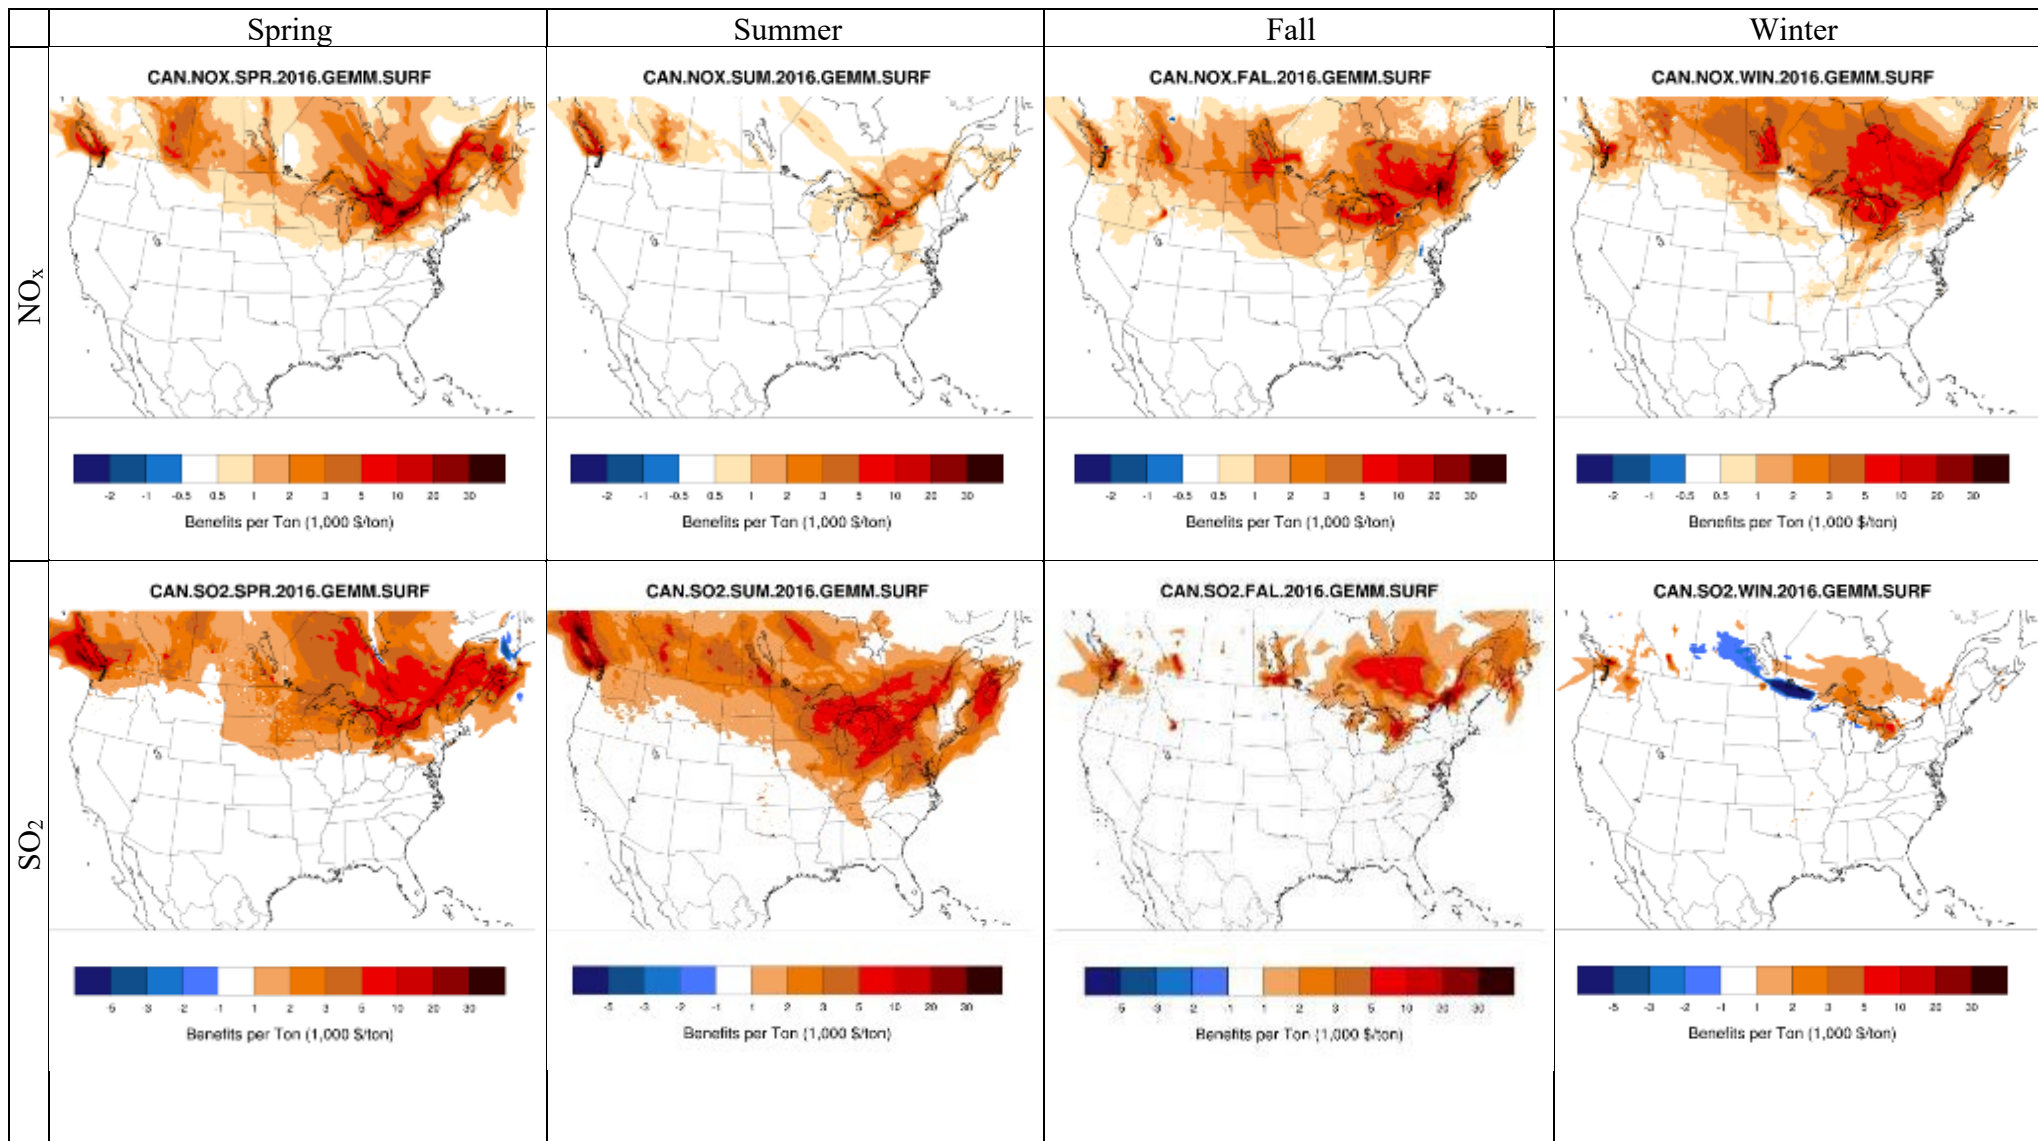 Spring Summer Fall Winter
NOx
CAN.NOX.SPR.2016.GEMM.SURF
-2 -1 -0.5 0.5 1 2 3 5 10 20 30
Benefits per Ton (1,000 $/ton)
CAN.NOX.SUM.2016.GEMM.SURF
-2 -1 -0.5 0.5 1 2 3 5 10 20 30
Benefits per Ton (1,000 $/ton)
CAN.NOX.FAL.2016.GEMM.SURF
-2 -1 -0.5 0.5 1 2 3 5 10 20 30
Benefits per Ton (1,000 $/ton)
CAN.NOX.WIN.2016.GEMM.SURF
-2 -1 -0.5 0.5 1 2 3 5 10 20 30
Benefits per Ton (1,000 $/ton)
SO2
CAN.SO2.SPR.2016.GEMM.SURF
-5 -3 -2 -1 1 2 3 5 10 20 30
Benefits per Ton (1,000 $/ton)
CAN.SO2.SUM.2016.GEMM.SURF
-5 -3 -2 -1 1 2 3 5 10 20 30
Benefits per Ton (1,000 $/ton)
CAN.SO2.FAL.2016.GEMM.SURF
-5 -3 -2 -1 1 2 3 5 10 20 30
Benefits per Ton (1,000 $/ton)
CAN.SO2.WIN.2016.GEMM.SURF
-5 -3 -2 -1 1 2 3 5 10 20 30
Benefits per Ton (1,000 $/ton)